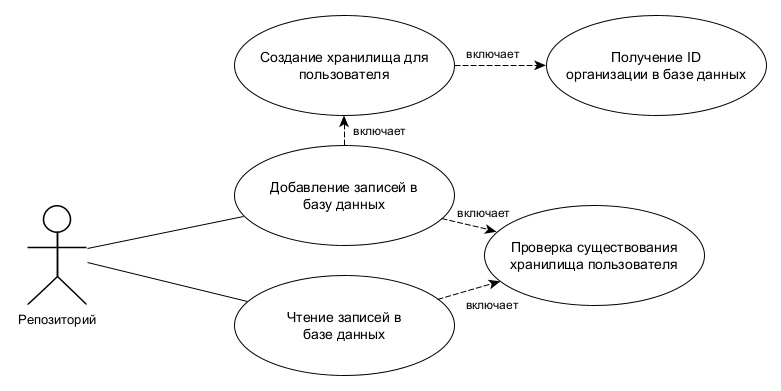 Создание хранилища для
пользователя
включает
Получение ID
организации в базе данных
включает
Добавление записей в
базу данных
включает
Проверка существования
хранилища пользователя
включает
Чтение записей в
базе данных
Репозиторий